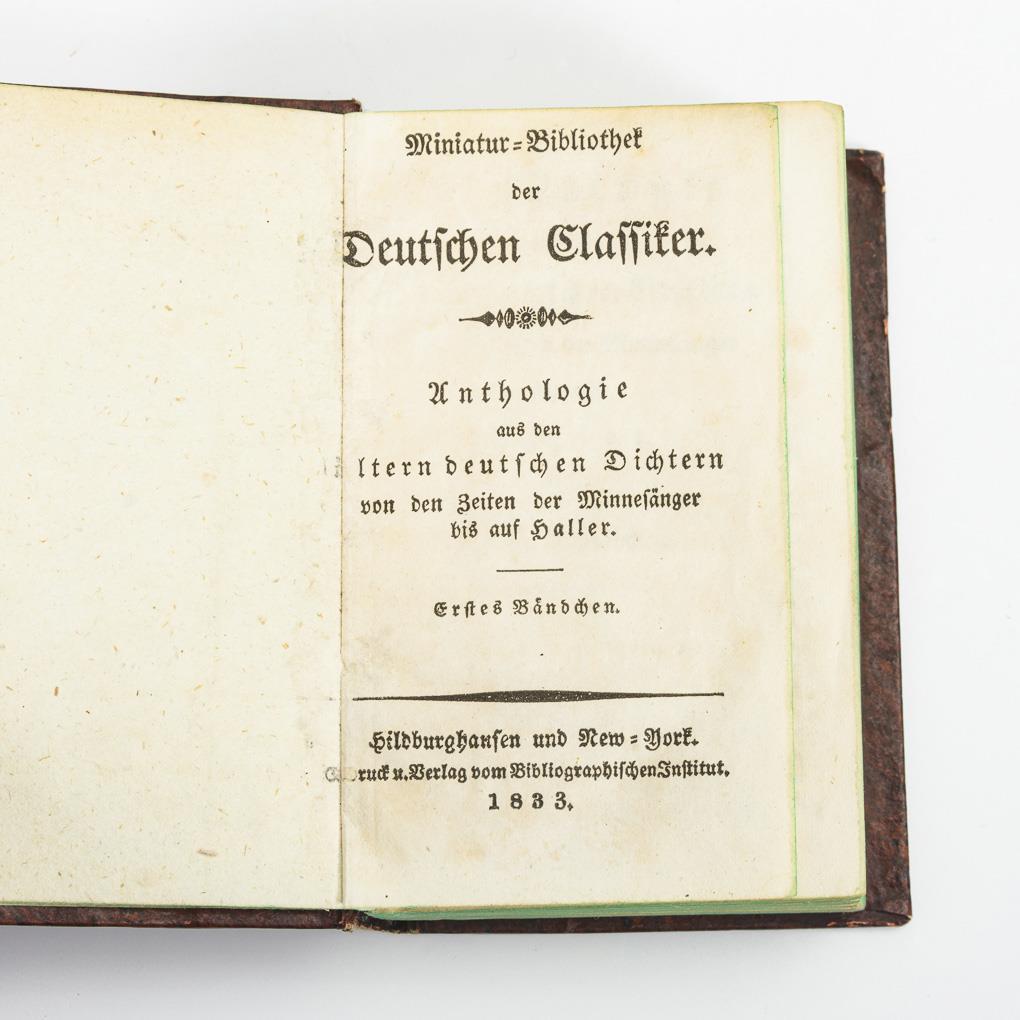 Miniatur=Bibliothek
der
Deutschen Classiker.
Anthologie
aus den
ltern deutschen Dichtern
von den Zeiten der Minnesänger
bis auf Haller.
Erstes Bändchen.
Hildburghausen und New=York.
ruck u. Verlag vom Bibliographischen Institut.
1833.